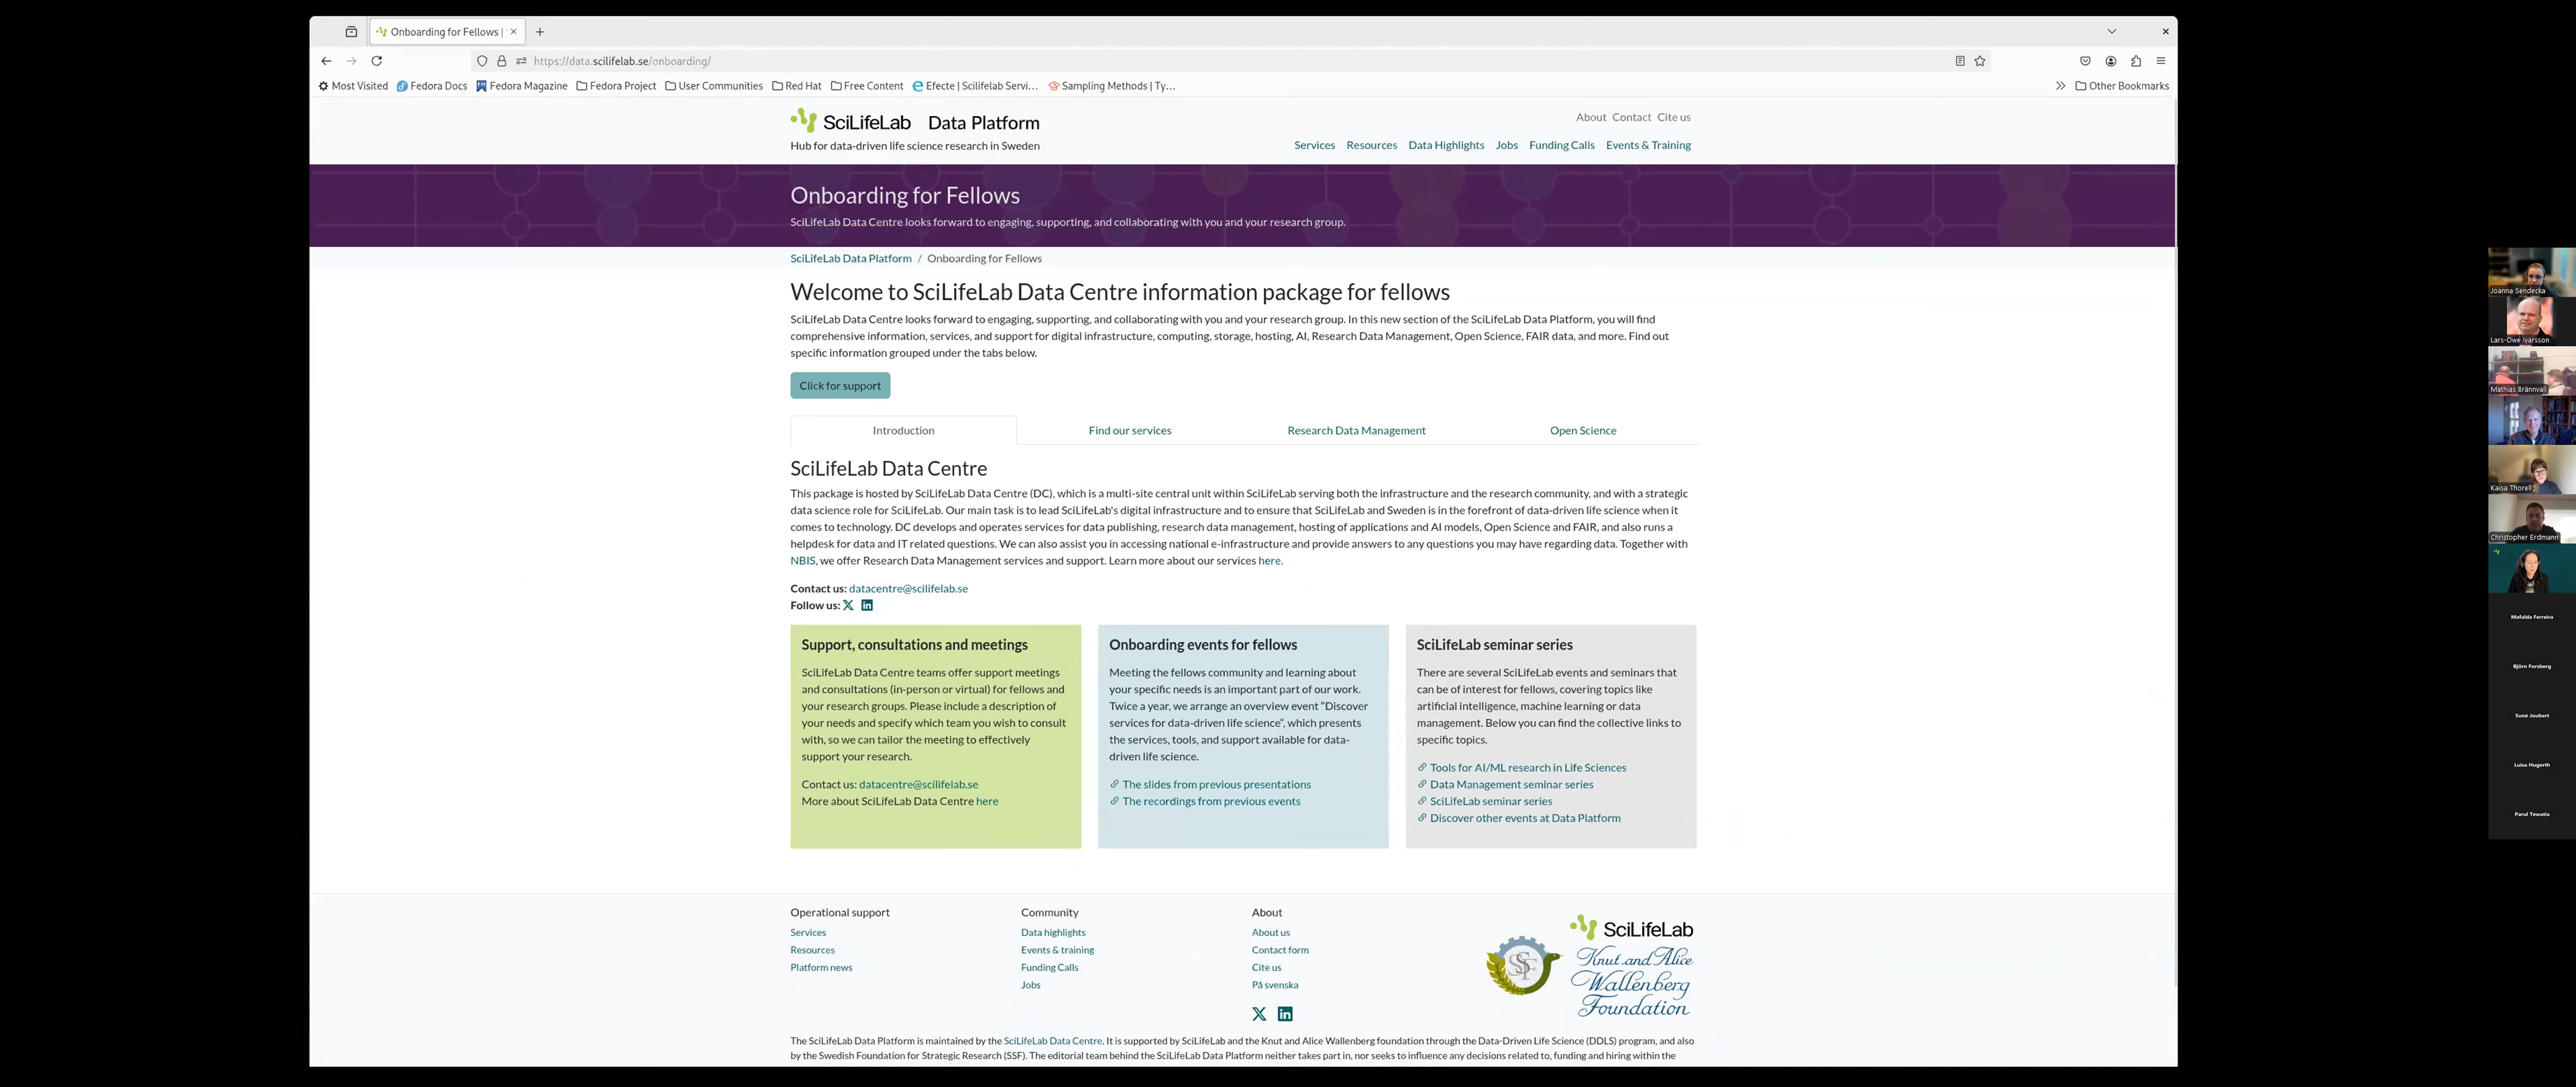 Onboarding for Fellows |
https://data.scilifelab.se/onboarding/
Most Visited Fedora Docs Fedora Magazine Fedora Project User Communities Red Hat Free Content Efecte | Scilifelab Servi… Sampling Methods | Ty… Other Bookmarks
SciLifeLab Data Platform
Hub for data-driven life science research in Sweden
About Contact Cite us
Services Resources Data Highlights Jobs Funding Calls Events & Training
Onboarding for Fellows
SciLifeLab Data Centre looks forward to engaging, supporting, and collaborating with you and your research group.
SciLifeLab Data Platform / Onboarding for Fellows
Welcome to SciLifeLab Data Centre information package for fellows
SciLifeLab Data Centre looks forward to engaging, supporting, and collaborating with you and your research group. In this new section of the SciLifeLab Data Platform, you will find
comprehensive information, services, and support for digital infrastructure, computing, storage, hosting, AI, Research Data Management, Open Science, FAIR data, and more. Find out
specific information grouped under the tabs below.
Click for support
Introduction Find our services Research Data Management Open Science
SciLifeLab Data Centre
This package is hosted by SciLifeLab Data Centre (DC), which is a multi-site central unit within SciLifeLab serving both the infrastructure and the research community, and with a strategic
data science role for SciLifeLab. Our main task is to lead SciLifeLab's digital infrastructure and to ensure that SciLifeLab and Sweden is in the forefront of data-driven life science when it
comes to technology. DC develops and operates services for data publishing, research data management, hosting of applications and AI models, Open Science and FAIR, and also runs a
helpdesk for data and IT related questions. We can also assist you in accessing national e-infrastructure and provide answers to any questions you may have regarding data. Together with
NBIS, we offer Research Data Management services and support. Learn more about our services here.
Contact us: datacentre@scilifelab.se
Follow us:
Support, consultations and meetings
SciLifeLab Data Centre teams offer support meetings
and consultations (in-person or virtual) for fellows and
your research groups. Please include a description of
your needs and specify which team you wish to consult
with, so we can tailor the meeting to effectively
support your research.
Contact us: datacentre@scilifelab.se
More about SciLifeLab Data Centre here
Onboarding events for fellows
Meeting the fellows community and learning about
your specific needs is an important part of our work.
Twice a year, we arrange an overview event “Discover
services for data-driven life science”, which presents
the services, tools, and support available for data-
driven life science.
The slides from previous presentations
The recordings from previous events
SciLifeLab seminar series
There are several SciLifeLab events and seminars that
can be of interest for fellows, covering topics like
artificial intelligence, machine learning or data
management. Below you can find the collective links to
specific topics.
Tools for AI/ML research in Life Sciences
Data Management seminar series
SciLifeLab seminar series
Discover other events at Data Platform
Operational support
Services
Resources
Platform news
Community
Data highlights
Events & training
Funding Calls
Jobs
About
About us
Contact form
Cite us
På svenska
SciLifeLab
SSF
Knut and Alice
Wallenberg
Foundation
The SciLifeLab Data Platform is maintained by the SciLifeLab Data Centre. It is supported by SciLifeLab and the Knut and Alice Wallenberg foundation through the Data-Driven Life Science (DDLS) program, and also
by the Swedish Foundation for Strategic Research (SSF). The editorial team behind the SciLifeLab Data Platform neither takes part in, nor seeks to influence any decisions related to, funding and hiring within the
Joanna Sendecka
Lars-Owe Ivarsson
Mathias Brännvall
Kaisa Thorell
Christopher Erdmann
Mafalda Ferreira
Björn Forsberg
Suné Joubert
Luisa Hugerth
Parul Tewatia